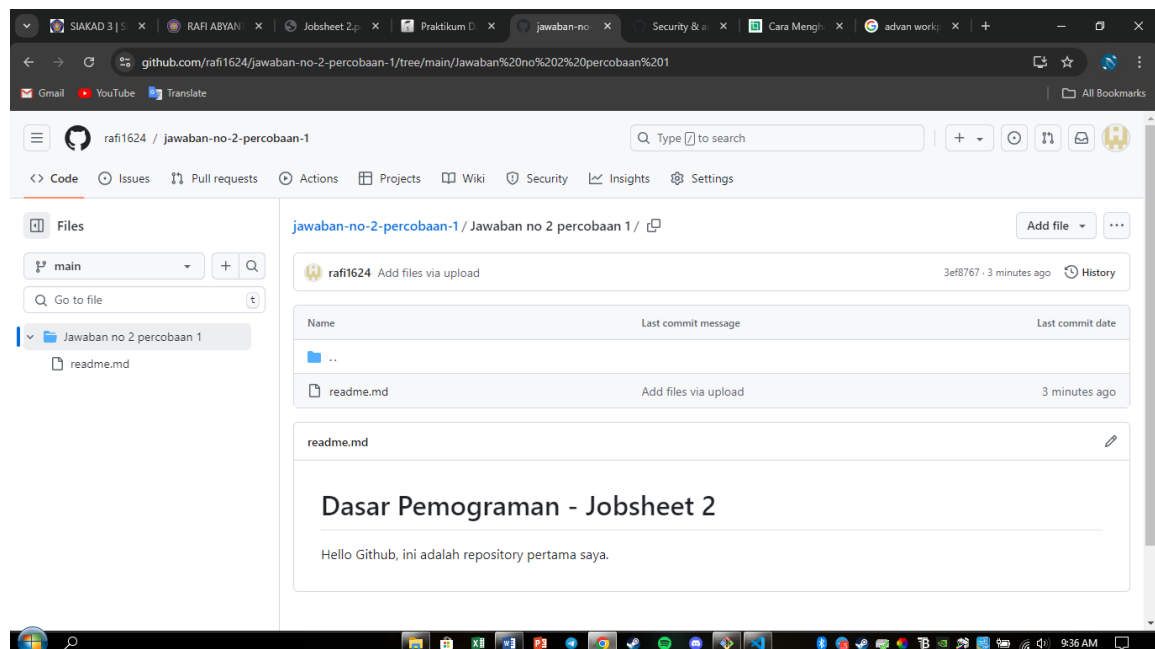 SIAKAD 3 | S
RAFI ABYAN
Jobsheet 2.p
Praktikum D
jawaban-no-
Security & a
Cara Mengh
advan workp
github.com/rafi1624/jawaban-no-2-percobaan-1/tree/main/Jawaban%20no%202%20percobaan%201
Gmail YouTube Translate All Bookmarks
rafi1624 / jawaban-no-2-percobaan-1
Type / to search
Code Issues Pull requests Actions Projects Wiki Security Insights Settings
Files
main
Go to file t
Jawaban no 2 percobaan 1
readme.md
jawaban-no-2-percobaan-1 / Jawaban no 2 percobaan 1 /
Add file
rafi1624 Add files via upload 3ef8767 · 3 minutes ago History
Name Last commit message Last commit date
..
readme.md Add files via upload 3 minutes ago
readme.md
Dasar Pemograman - Jobsheet 2
Hello Github, ini adalah repository pertama saya.
9:36 AM